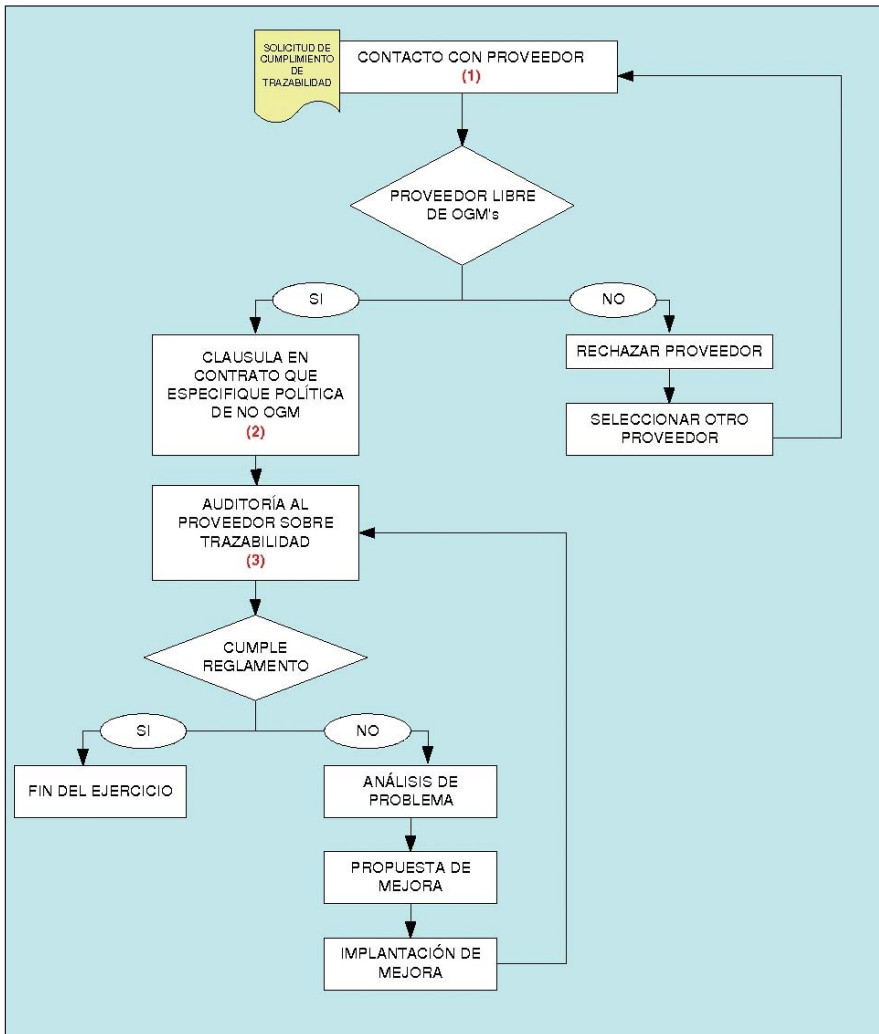 SOLICITUD DE
CUMPLIMIENTO
DE
TRAZABILIDAD
CONTACTO CON PROVEEDOR
(1)
PROVEEDOR LIBRE
DE OGM's
SI
NO
CLAUSULA EN
CONTRATO QUE
ESPECIFIQUE POLÍTICA
DE NO OGM
(2)
RECHAZAR PROVEEDOR
SELECCIONAR OTRO
PROVEEDOR
AUDITORÍA AL
PROVEEDOR SOBRE
TRAZABILIDAD
(3)
CUMPLE
REGLAMENTO
SI
NO
FIN DEL EJERCICIO
ANÁLISIS DE
PROBLEMA
PROPUESTA DE
MEJORA
IMPLANTACIÓN DE
MEJORA